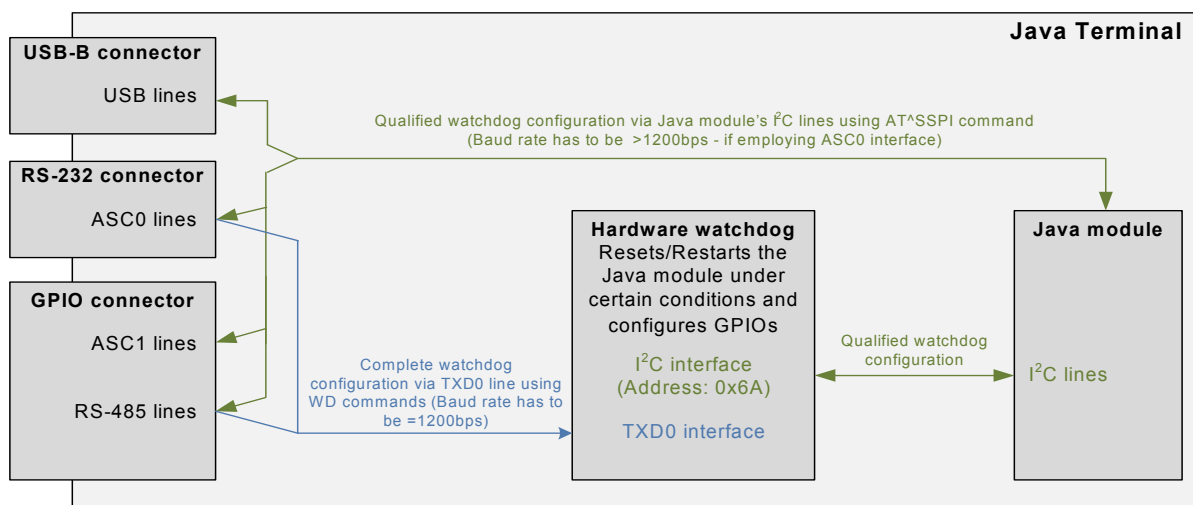 Java Terminal
USB-B connector
USB lines
Qualified watchdog configuration via Java module's I²C lines using AT^SSPI command
(Baud rate has to be >1200bps - if employing ASC0 interface)
RS-232 connector
ASC0 lines
GPIO connector
ASC1 lines
RS-485 lines
Complete watchdog
configuration via TXD0 line using
WD commands (Baud rate has to
be =1200bps)
Hardware watchdog
Resets/Restarts the
Java module under
certain conditions and
configures GPIOs
I²C interface
(Address: 0x6A)
TXD0 interface
Qualified watchdog
configuration
Java module
I²C lines